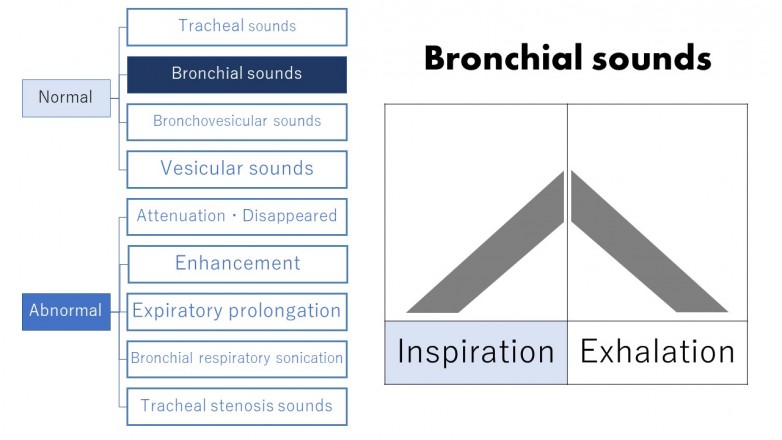 Normal
Tracheal sounds
Bronchial sounds
Bronchovesicular sounds
Vesicular sounds
Abnormal
Attenuation・Disappeared
Enhancement
Expiratory prolongation
Bronchial respiratory sonication
Tracheal stenosis sounds
Bronchial sounds
Inspiration
Exhalation